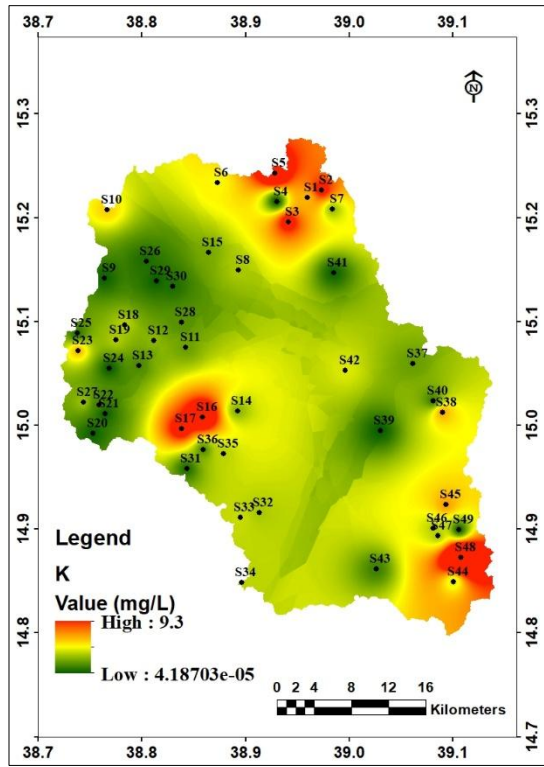 38.7 38.8 38.9 39.0 39.1
N
15.3 15.3
S5
S6 S2
S4 S1
S10 S7
15.2 S3 15.2
S15
S26 S8
S9 S29 S41
S30
15.1 S18 S28 15.1
S25 S19 S12 S11
S23 S13 S42 S37
S24
S27 S22 S40
S21 S16 S14 S38
15.0 S20 S17 S39 15.0
S36 S35
S31
S45
S33 S32 S46 S49
14.9 S47 14.9
Legend S48
S43
K S34 S44
Value (mg/L)
High : 9.3
14.8 14.8
Low : 4.18703e-05
0 2 4 8 12 16
Kilometers
14.7 14.7
38.7 38.8 38.9 39.0 39.1